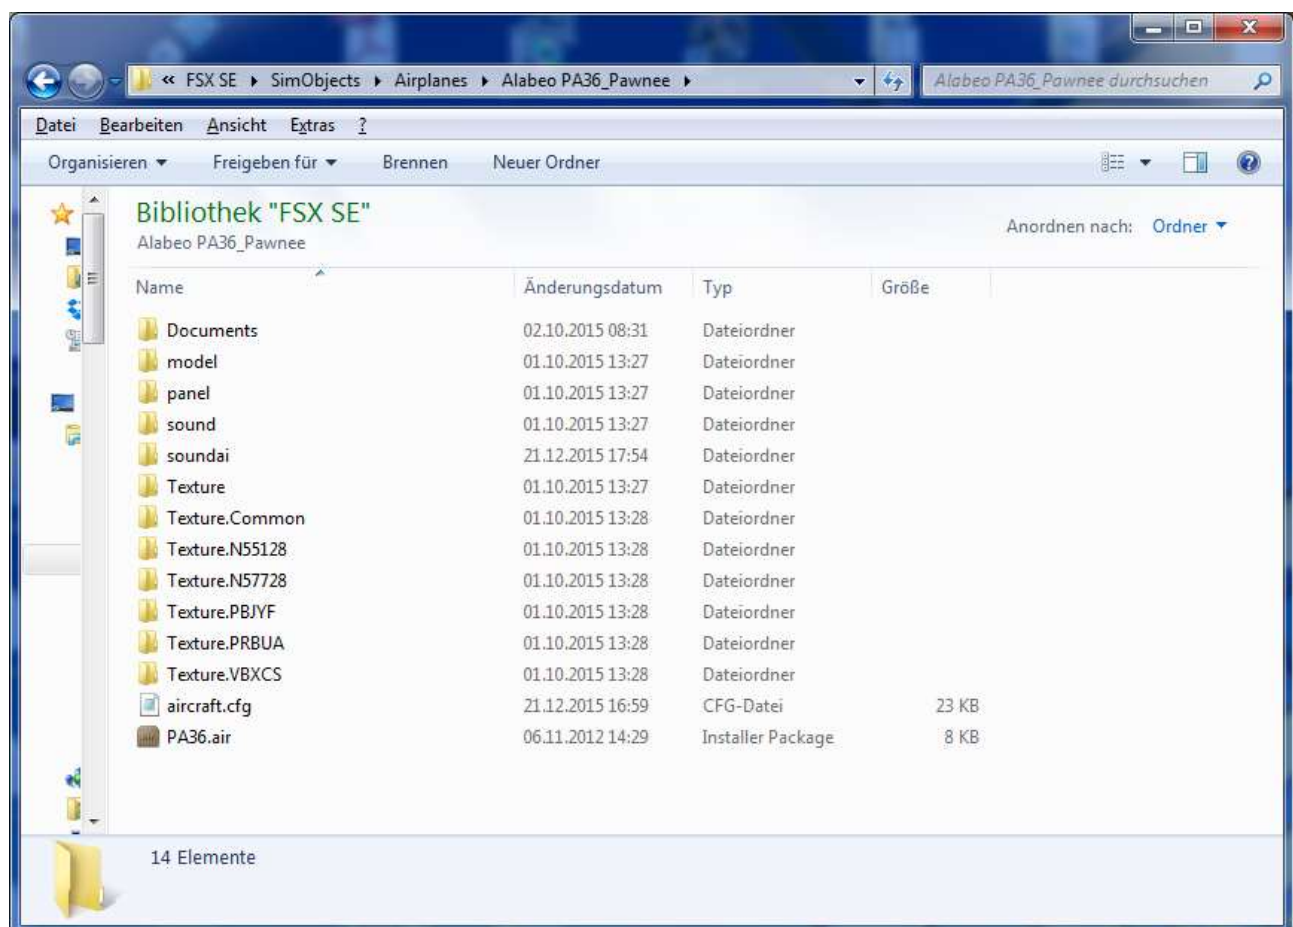 « FSX SE ▸ SimObjects ▸ Airplanes ▸ Alabeo PA36_Pawnee ▸ Alabeo PA36_Pawnee durchsuchen
Datei Bearbeiten Ansicht Extras ?
Organisieren Freigeben für Brennen Neuer Ordner
Bibliothek "FSX SE"
Alabeo PA36_Pawnee
Anordnen nach: Ordner
Name Änderungsdatum Typ Größe
Documents 02.10.2015 08:31 Dateiordner
model 01.10.2015 13:27 Dateiordner
panel 01.10.2015 13:27 Dateiordner
sound 01.10.2015 13:27 Dateiordner
soundai 21.12.2015 17:54 Dateiordner
Texture 01.10.2015 13:27 Dateiordner
Texture.Common 01.10.2015 13:28 Dateiordner
Texture.N55128 01.10.2015 13:28 Dateiordner
Texture.N57728 01.10.2015 13:28 Dateiordner
Texture.PBJYF 01.10.2015 13:28 Dateiordner
Texture.PRBUA 01.10.2015 13:28 Dateiordner
Texture.VBXCS 01.10.2015 13:28 Dateiordner
aircraft.cfg 21.12.2015 16:59 CFG-Datei 23 KB
PA36.air 06.11.2012 14:29 Installer Package 8 KB
14 Elemente